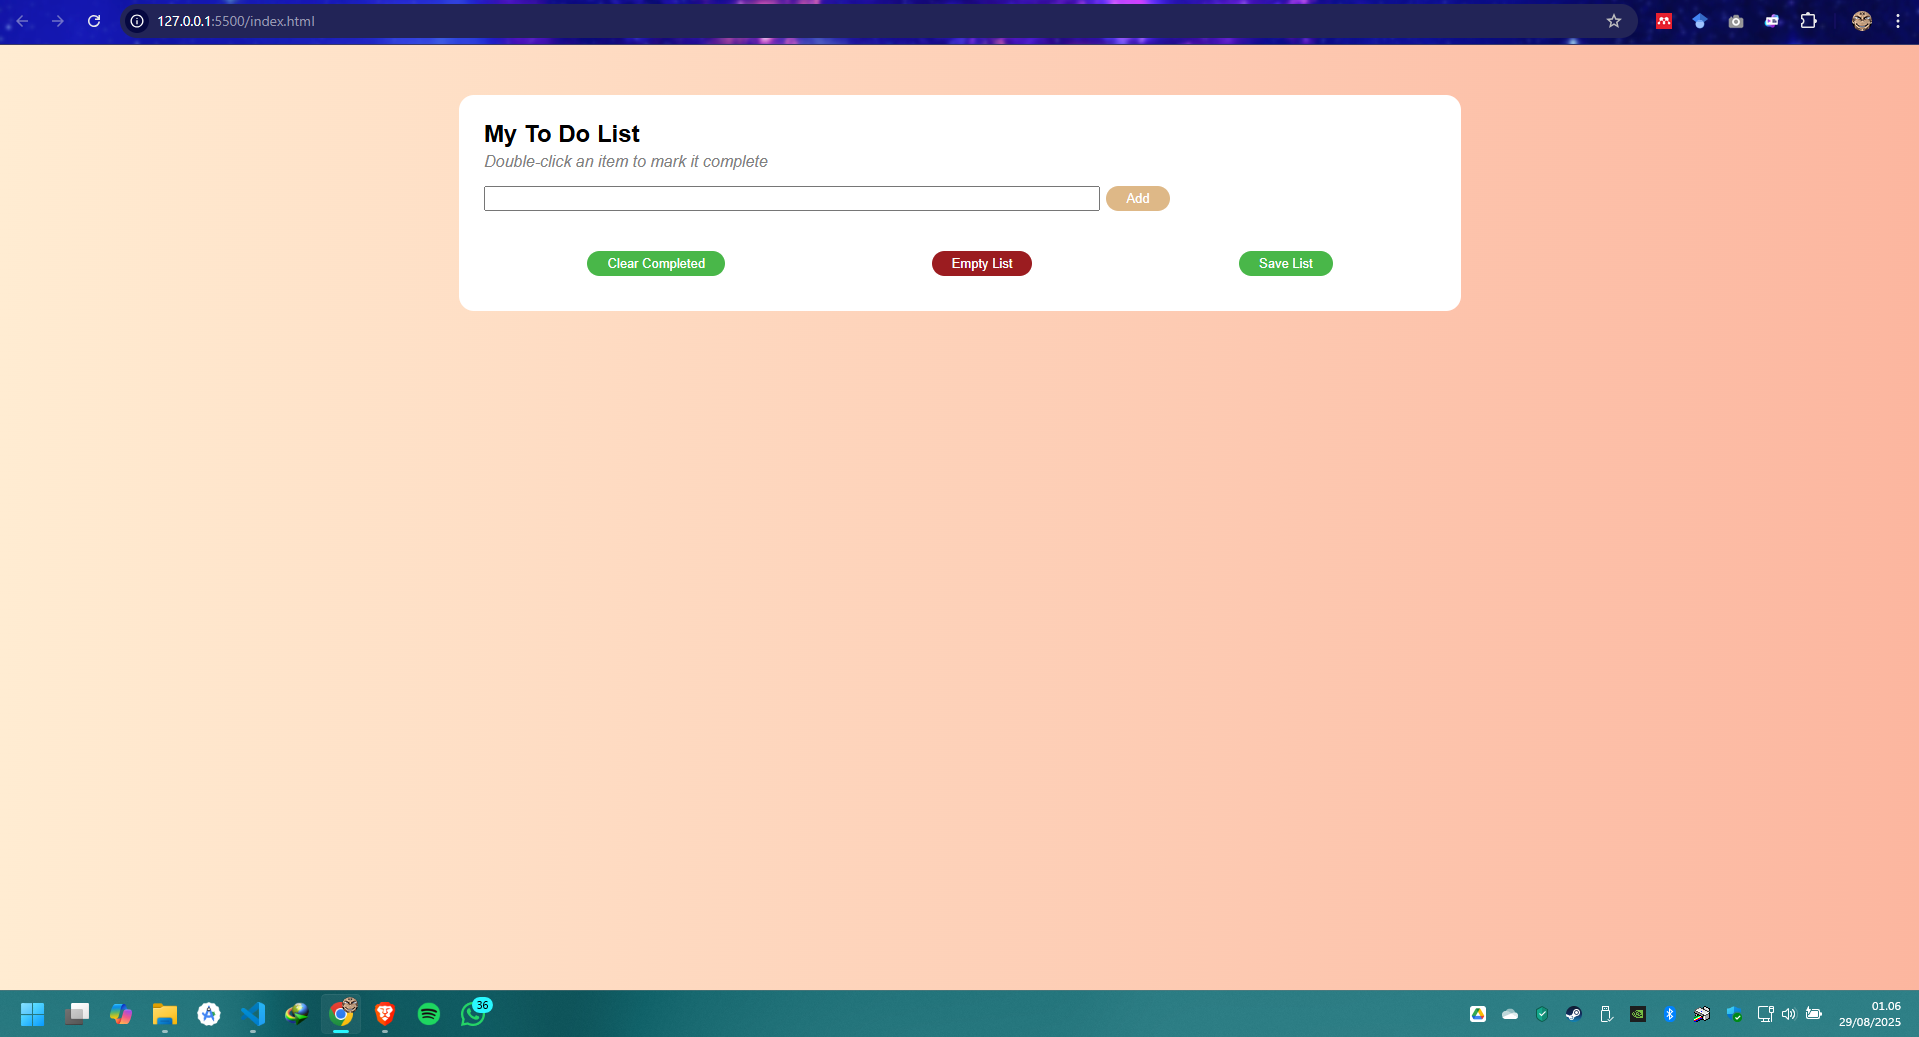 127.0.0.1:5500/index.html
My To Do List
Double-click an item to mark it complete
Add
Clear Completed
Empty List
Save List
36
01.06
29/08/2025